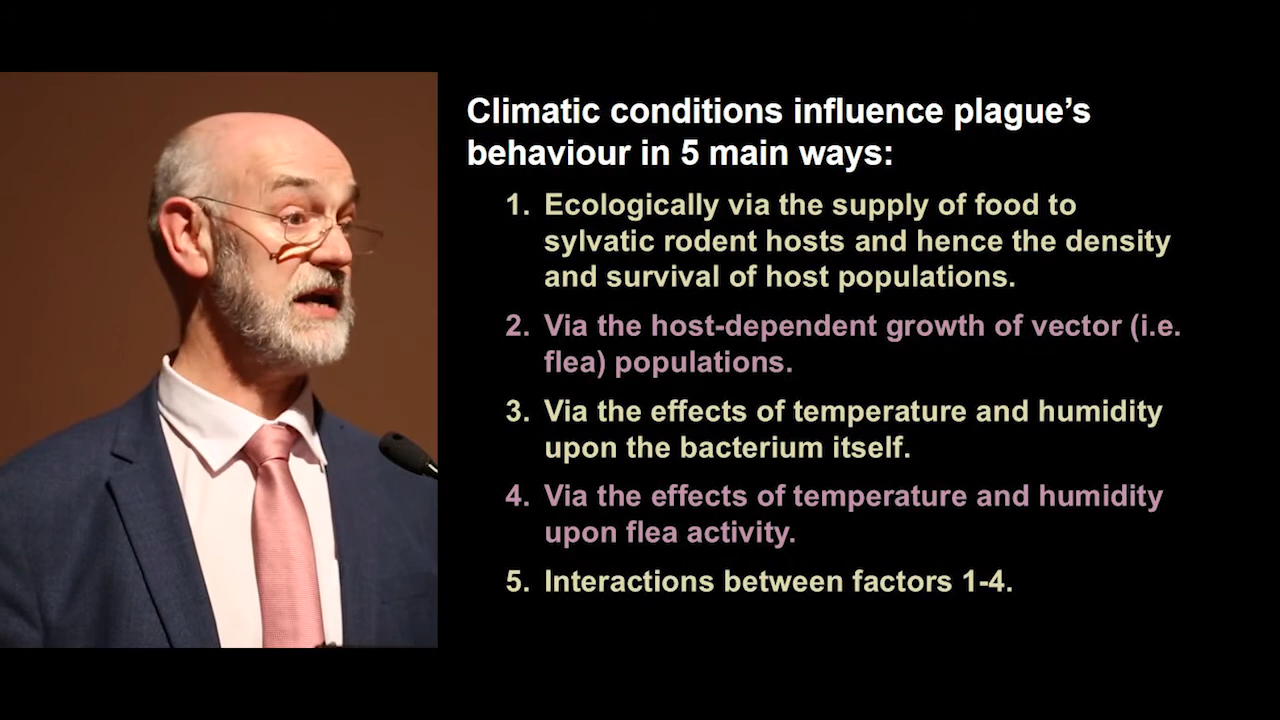 Climatic conditions influence plague’s
behaviour in 5 main ways:
1. Ecologically via the supply of food to
sylvatic rodent hosts and hence the density
and survival of host populations.
2. Via the host-dependent growth of vector (i.e.
flea) populations.
3. Via the effects of temperature and humidity
upon the bacterium itself.
4. Via the effects of temperature and humidity
upon flea activity.
5. Interactions between factors 1-4.